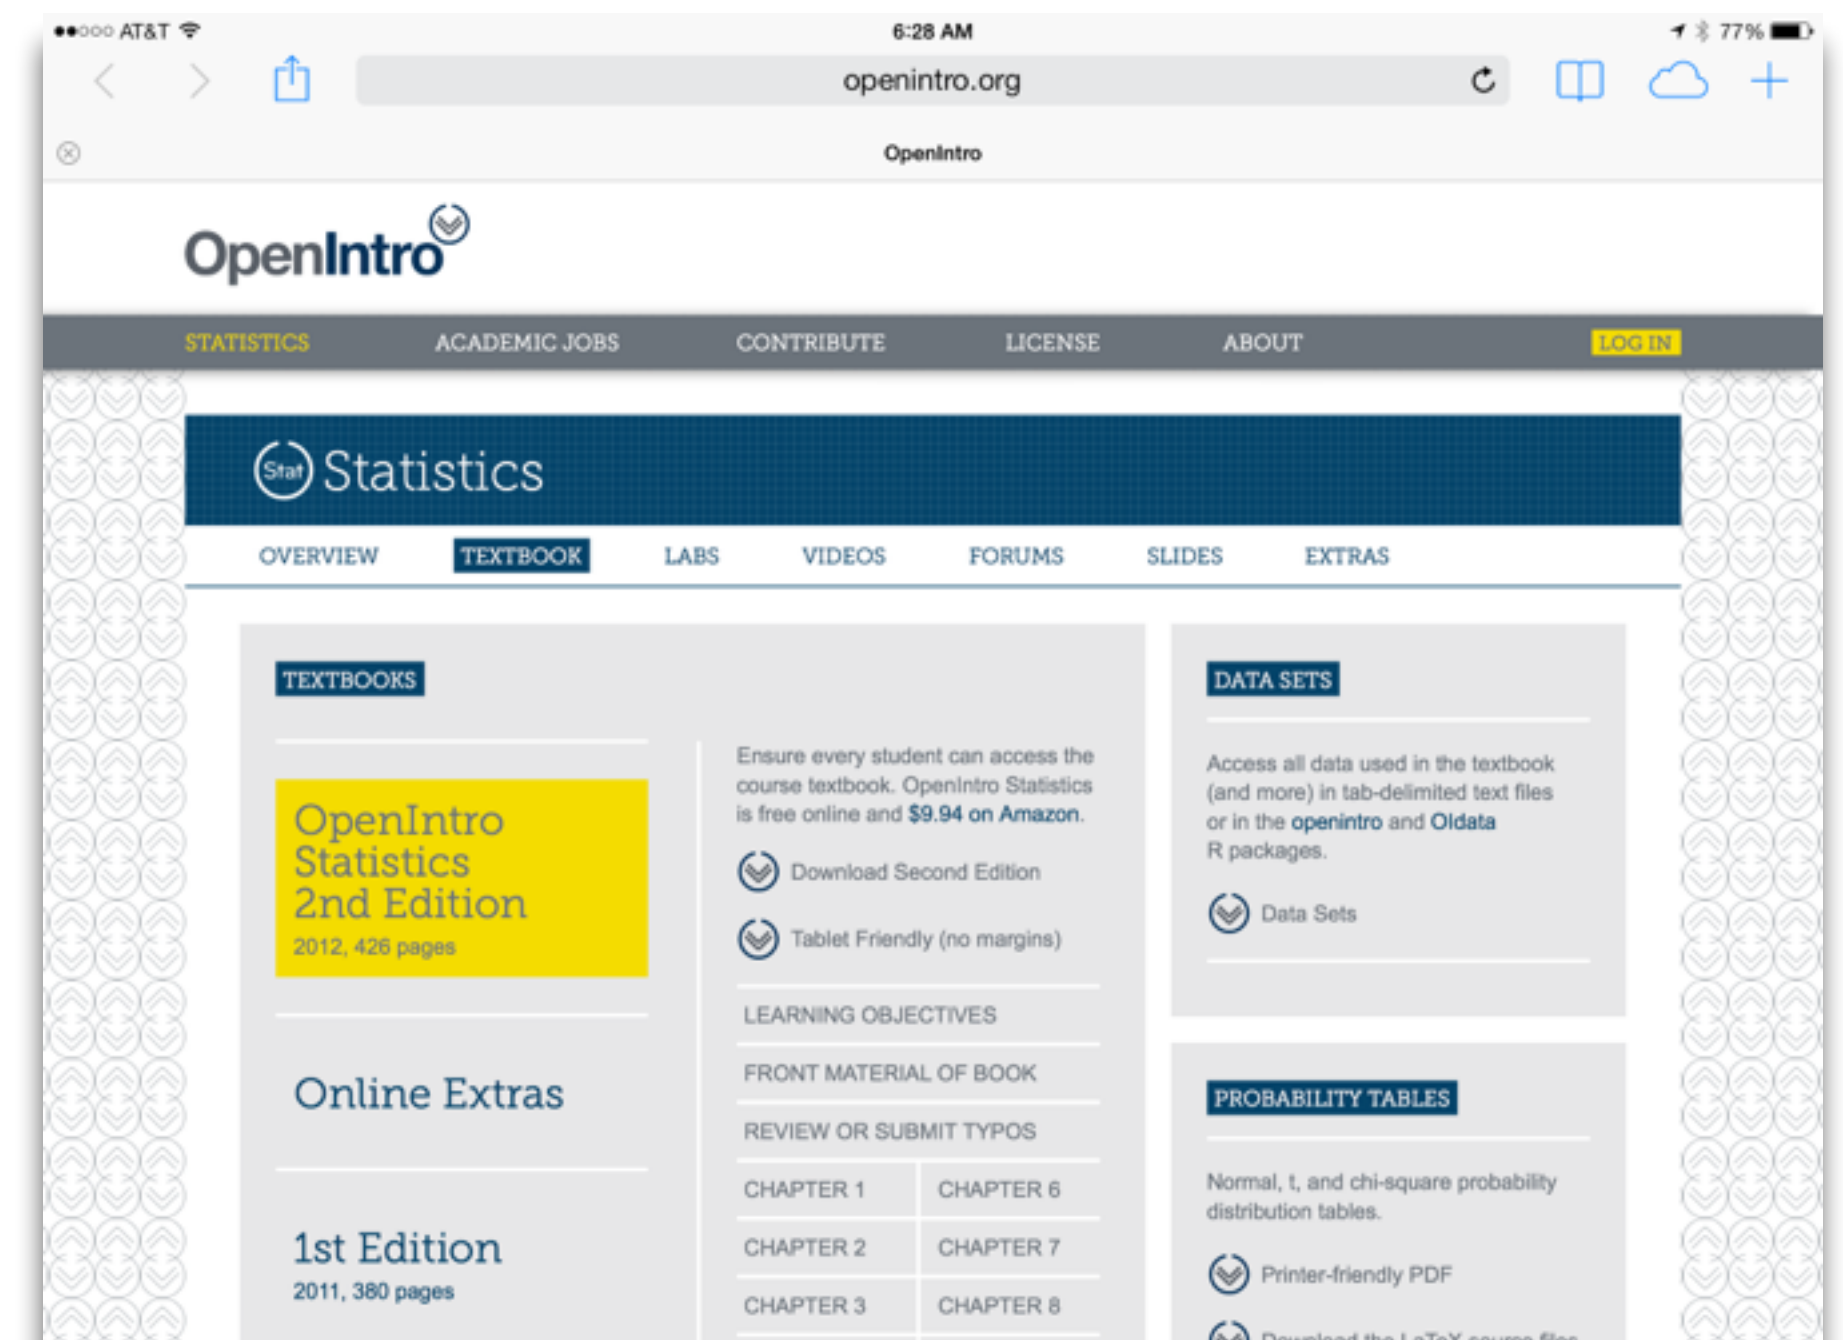 AT&T
6:28 AM
77%
openintro.org
OpenIntro
OpenIntro
STATISTICS ACADEMIC JOBS CONTRIBUTE LICENSE ABOUT LOG IN
Stat Statistics
OVERVIEW TEXTBOOK LABS VIDEOS FORUMS SLIDES EXTRAS
TEXTBOOKS
OpenIntro
Statistics
2nd Edition
2012, 426 pages
Online Extras
1st Edition
2011, 380 pages
Ensure every student can access the
course textbook. OpenIntro Statistics
is free online and $9.94 on Amazon.
Download Second Edition
Tablet Friendly (no margins)
LEARNING OBJECTIVES
FRONT MATERIAL OF BOOK
REVIEW OR SUBMIT TYPOS
CHAPTER 1 CHAPTER 6
CHAPTER 2 CHAPTER 7
CHAPTER 3 CHAPTER 8
DATA SETS
Access all data used in the textbook
(and more) in tab-delimited text files
or in the openintro and OIdata
R packages.
Data Sets
PROBABILITY TABLES
Normal, t, and chi-square probability
distribution tables.
Printer-friendly PDF
Download the LaTeX source files